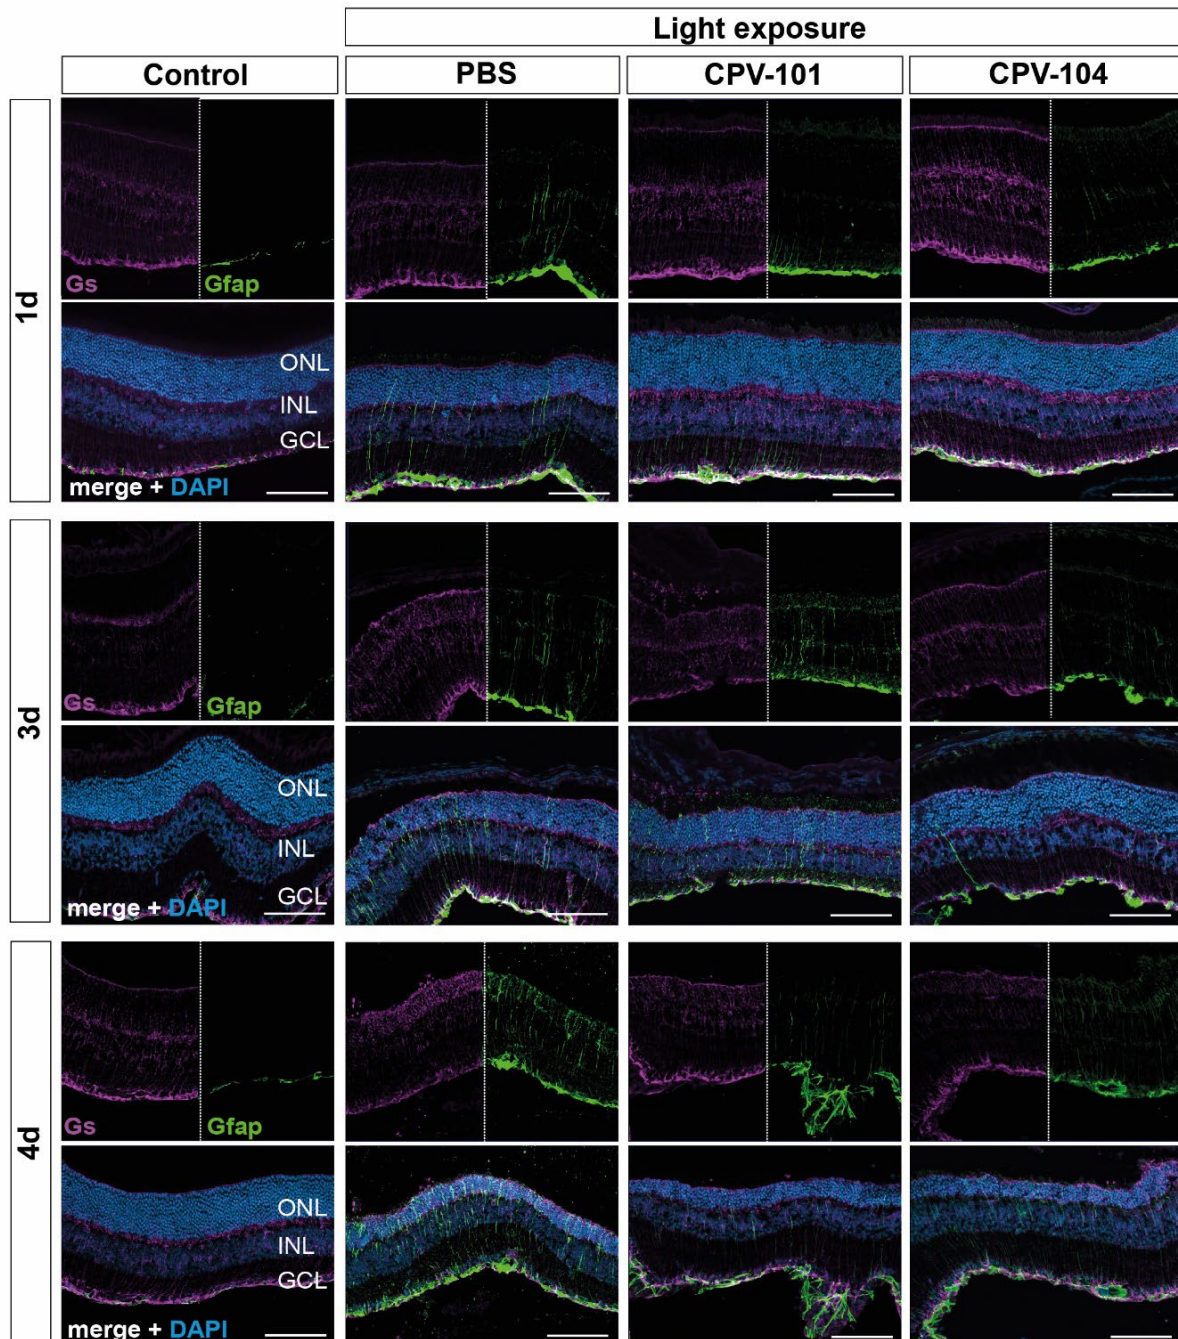 Light exposure
Control
PBS
CPV-101
CPV-104
1d
Gs
Gfap
ONL
INL
GCL
merge + DAPI
3d
Gs
Gfap
ONL
INL
GCL
merge + DAPI
4d
Gs
Gfap
ONL
INL
GCL
merge + DAPI